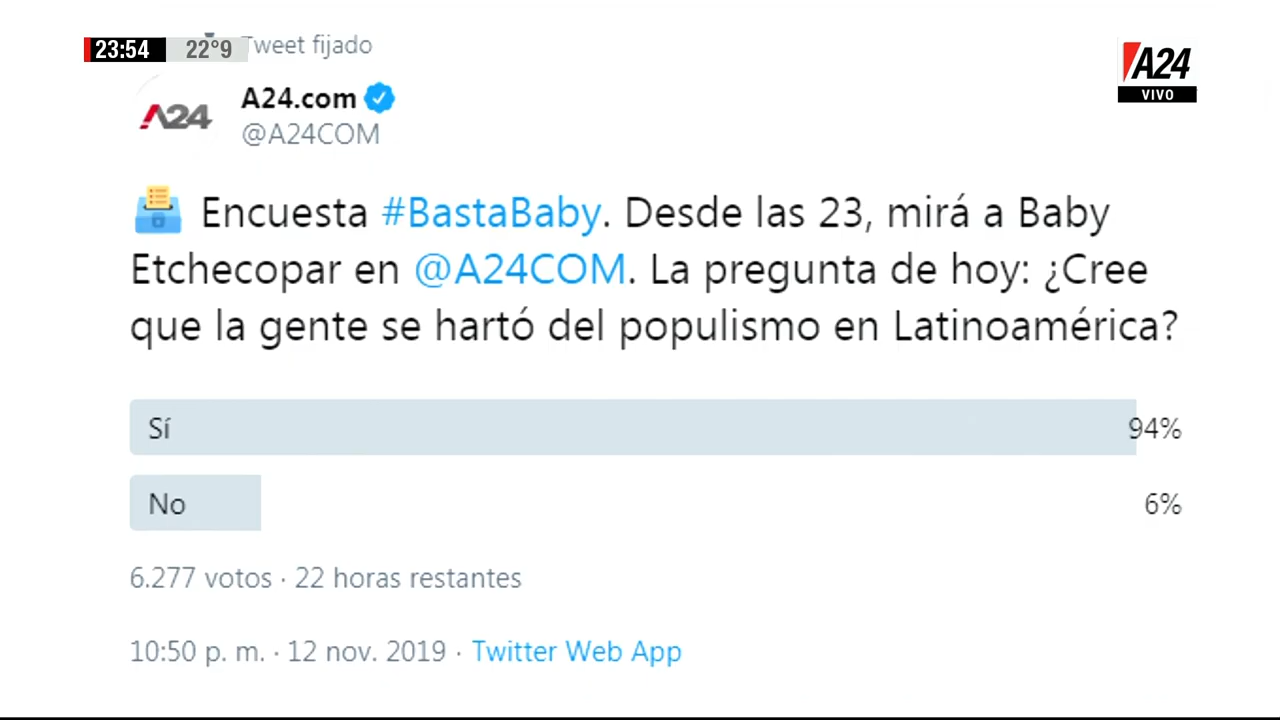 23:54 22°9
Tweet fijado
A24
VIVO
A24
A24.com
@A24COM
Encuesta #BastaBaby. Desde las 23, mirá a Baby
Etchecopar en @A24COM. La pregunta de hoy: ¿Cree
que la gente se hartó del populismo en Latinoamérica?
Sí 94%
No 6%
6.277 votos · 22 horas restantes
10:50 p. m. · 12 nov. 2019 · Twitter Web App